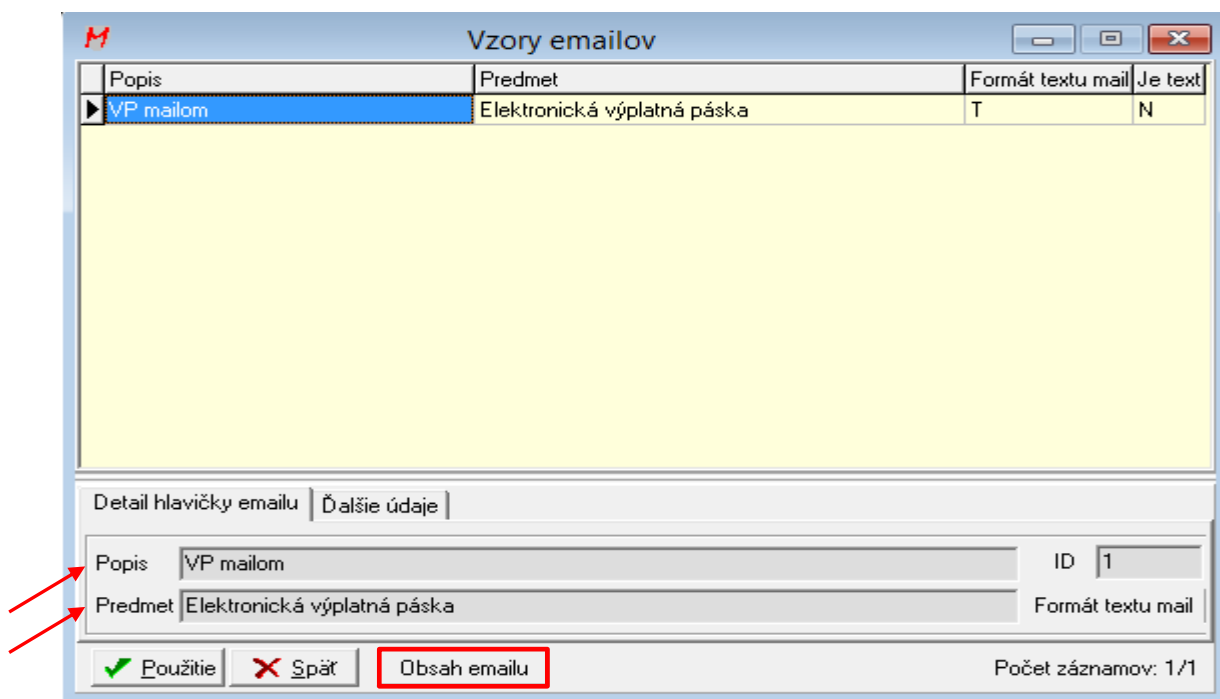 Vzory emailov
Popis Predmet Formát textu mail Je text
VP mailom Elektronická výplatná páska T N
Detail hlavičky emailu Ďalšie údaje
Popis VP mailom ID 1
Predmet Elektronická výplatná páska Formát textu mail
Použitie Späť Obsah emailu Počet záznamov: 1/1